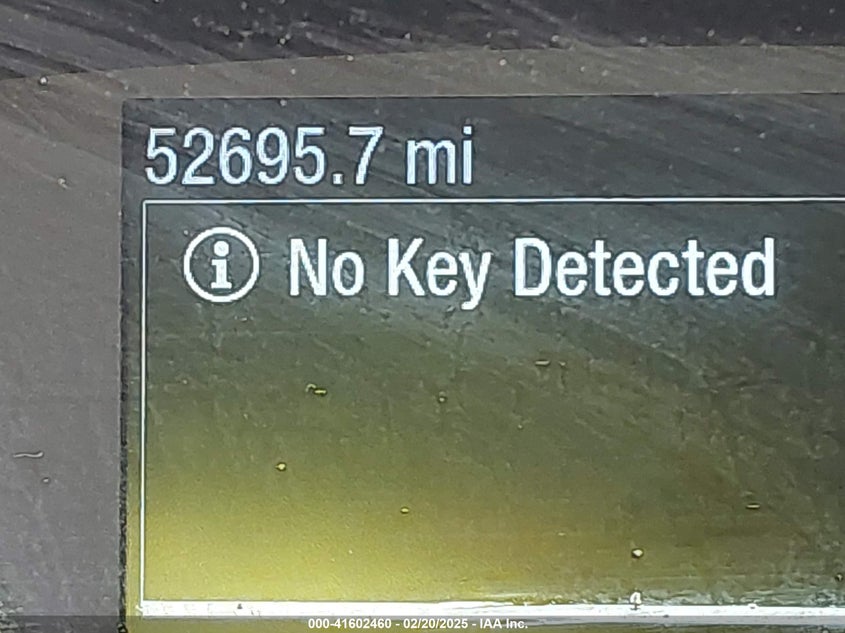 52695.7 mi
No Key Detected
000-41602460 - 02/20/2025 - IAA Inc.